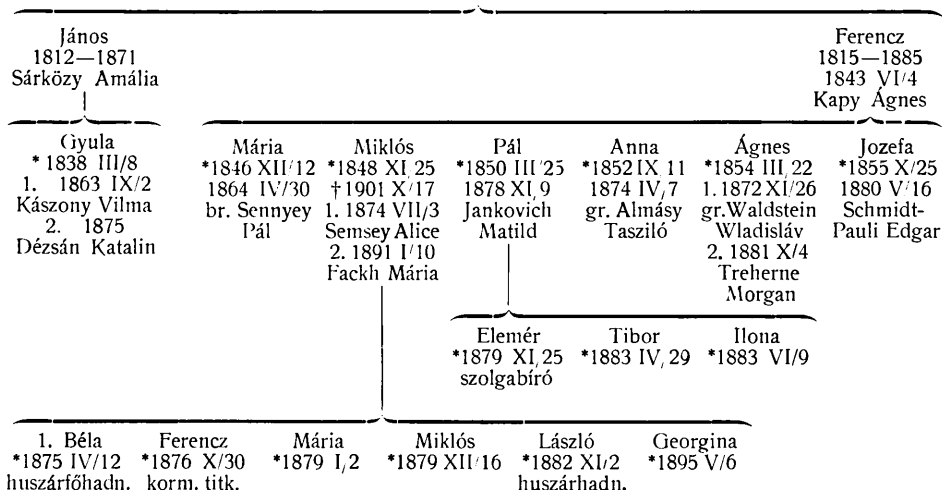 János
1812—1871
Sárközy Amália
Ferencz
1815—1885
1843 VI/4
Kapy Ágnes
Gyula
*1838 III/8
1. 1863 IX/2
Kászony Vilma
2. 1875
Dézsán Katalin
Mária
*1846 XII/12
1864 IV/30
br. Sennyey
Pál
Miklós
*1848 XI/25
†1901 X/17
1. 1874 VII/3
Semsey Alice
2. 1891 I/10
Fackh Mária
Pál
*1850 III/25
1878 XI/9
Jankovich
Matild
Anna
*1852 IX 11
1874 IV/7
gr. Almásy
Tasziló
Ágnes
*1854 III/22
1. 1872 XI/26
gr. Waldstein
Wladisláv
2. 1881 X/4
Treherne
Morgan
Jozefa
*1855 X/25
1880 V/16
Schmidt-
Pauli Edgar
Elemér
*1879 XI/25
szolgabíró
Tibor
*1883 IV/29
Ilona
*1883 VI/9
1. Béla
*1875 IV/12
huszárfőhadn.
Ferencz
*1876 X/30
korm. titk.
Mária
*1879 I/2
Miklós
*1879 XII/16
László
*1882 XI/2
huszárhadn.
Georgina
*1895 V/6